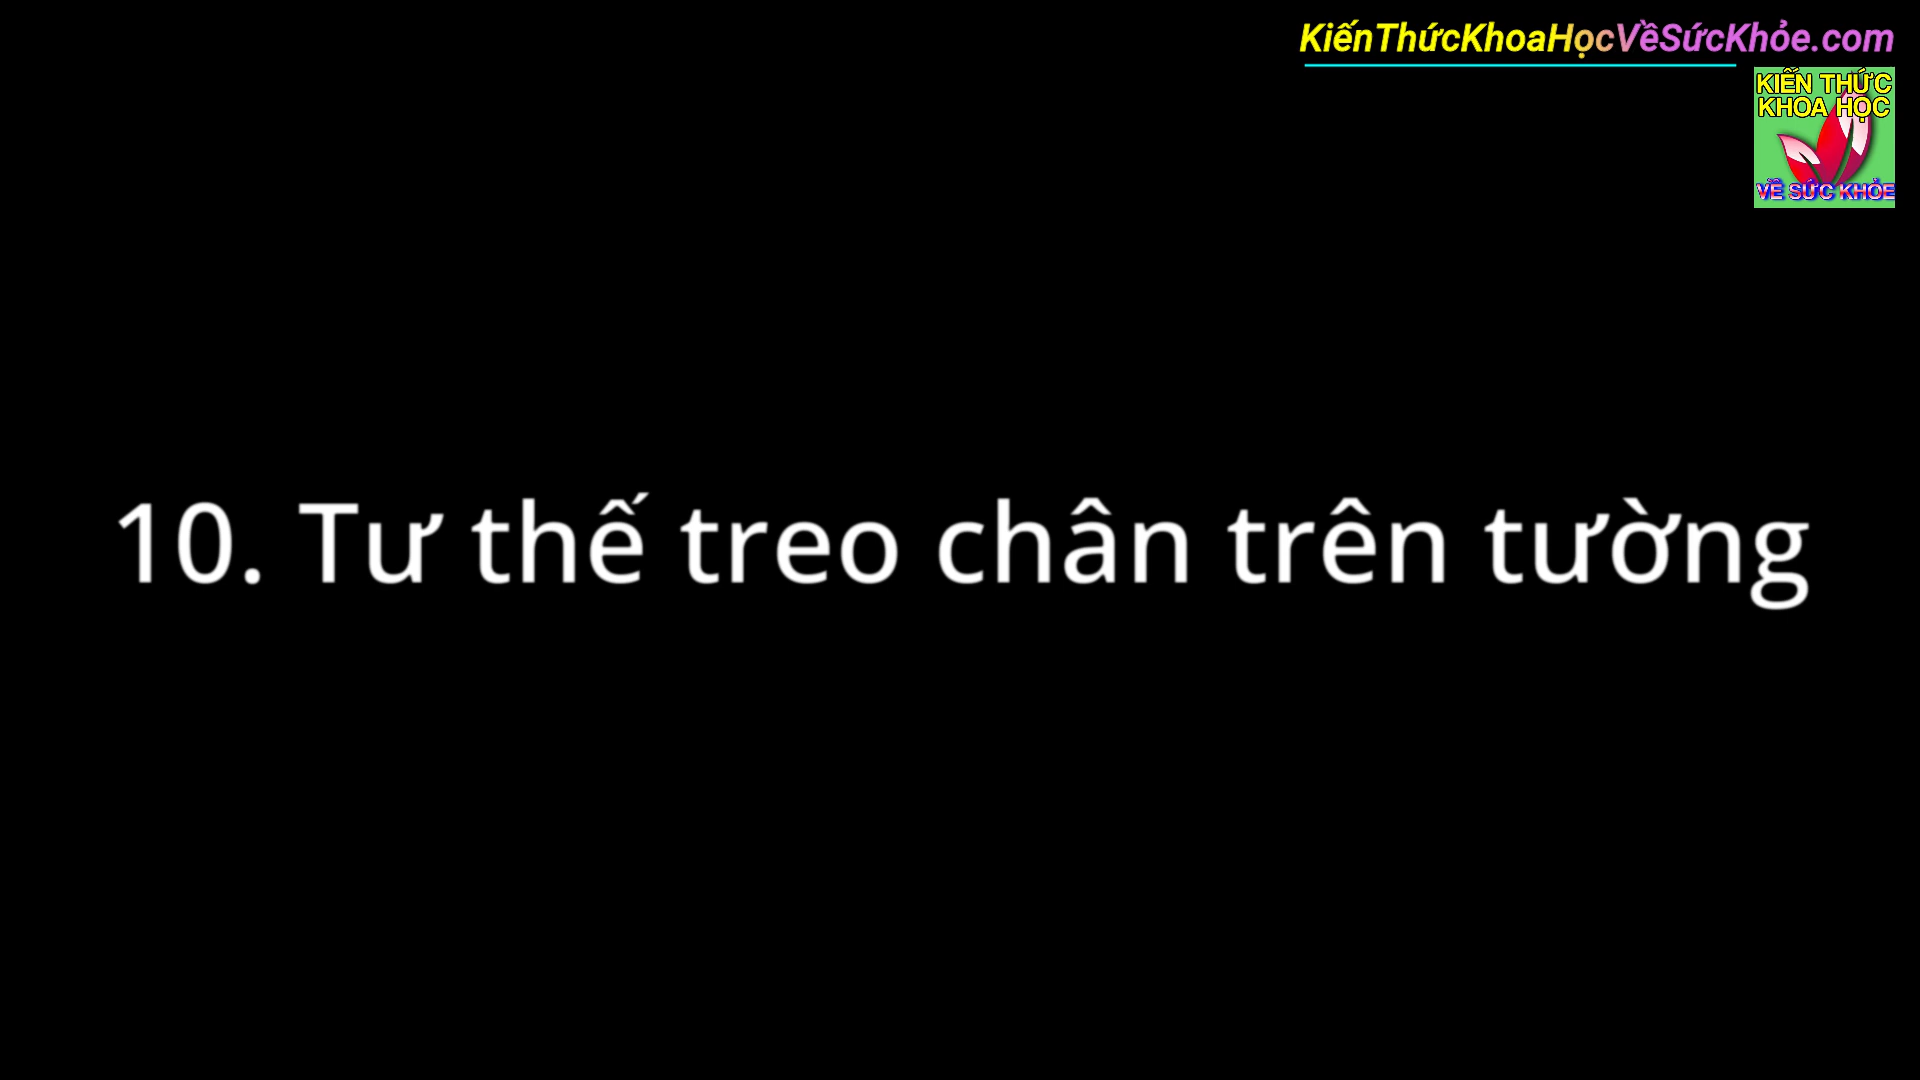 KiếnThứcKhoaHọcVềSứcKhỏe.com
KIẾN THỨC
KHOA HỌC
VỀ SỨC KHỎE
10. Tư thế treo chân trên tường